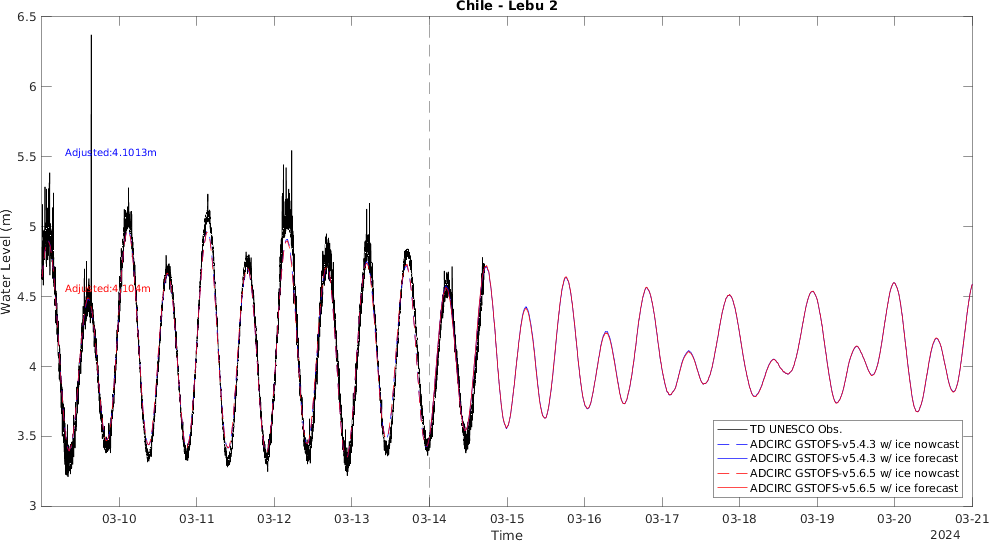 Chile - Lebu 2
6.5
6
5.5
5
4.5
4
3.5
3
Water Level (m)
Adjusted:4.1013m
Adjusted:4.104m
TD UNESCO Obs.
ADCIRC GSTOFS-v5.4.3 w/ ice nowcast
ADCIRC GSTOFS-v5.4.3 w/ ice forecast
ADCIRC GSTOFS-v5.6.5 w/ ice nowcast
ADCIRC GSTOFS-v5.6.5 w/ ice forecast
03-10 03-11 03-12 03-13 03-14 03-15 03-16 03-17 03-18 03-19 03-20 03-21
Time
2024